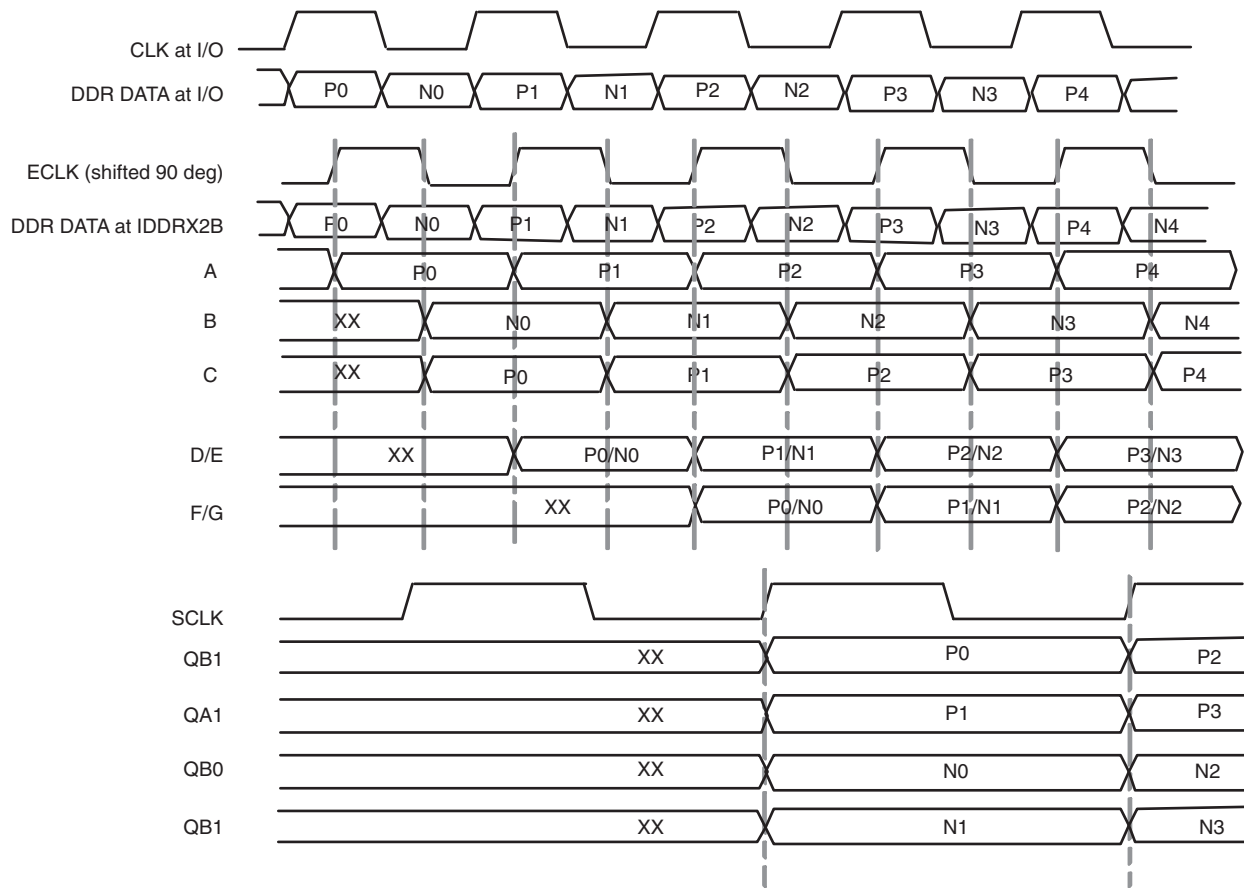 CLK at I/O
DDR DATA at I/O P0 N0 P1 N1 P2 N2 P3 N3 P4
ECLK (shifted 90 deg)
DDR DATA at IDDRX2B P0 N0 P1 N1 P2 N2 P3 N3 P4 N4
A P0 P1 P2 P3 P4
B XX N0 N1 N2 N3 N4
C XX P0 P1 P2 P3 P4
D/E XX P0/N0 P1/N1 P2/N2 P3/N3
F/G XX P0/N0 P1/N1 P2/N2
SCLK
QB1 XX P0 P2
QA1 XX P1 P3
QB0 XX N0 N2
QB1 XX N1 N3